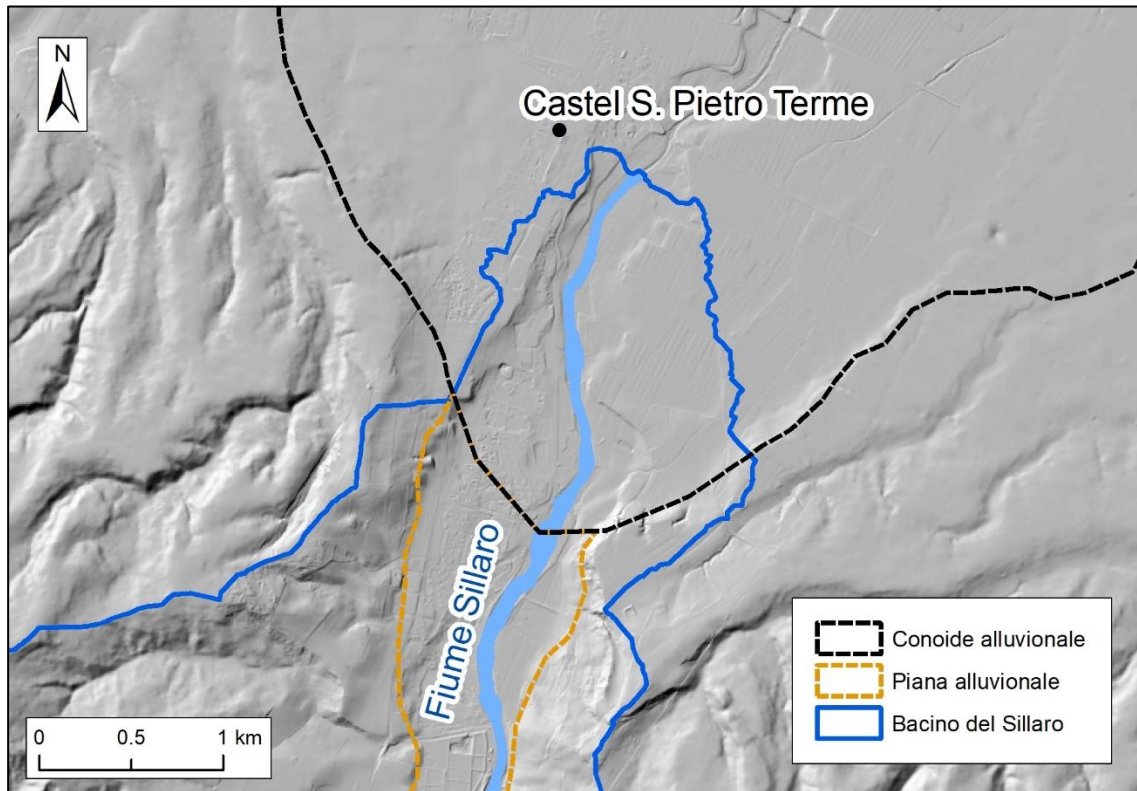 N
Castel S. Pietro Terme
Fiume Sillaro
Conoide alluvionale
Piana alluvionale
Bacino del Sillaro
0 0.5 1 km